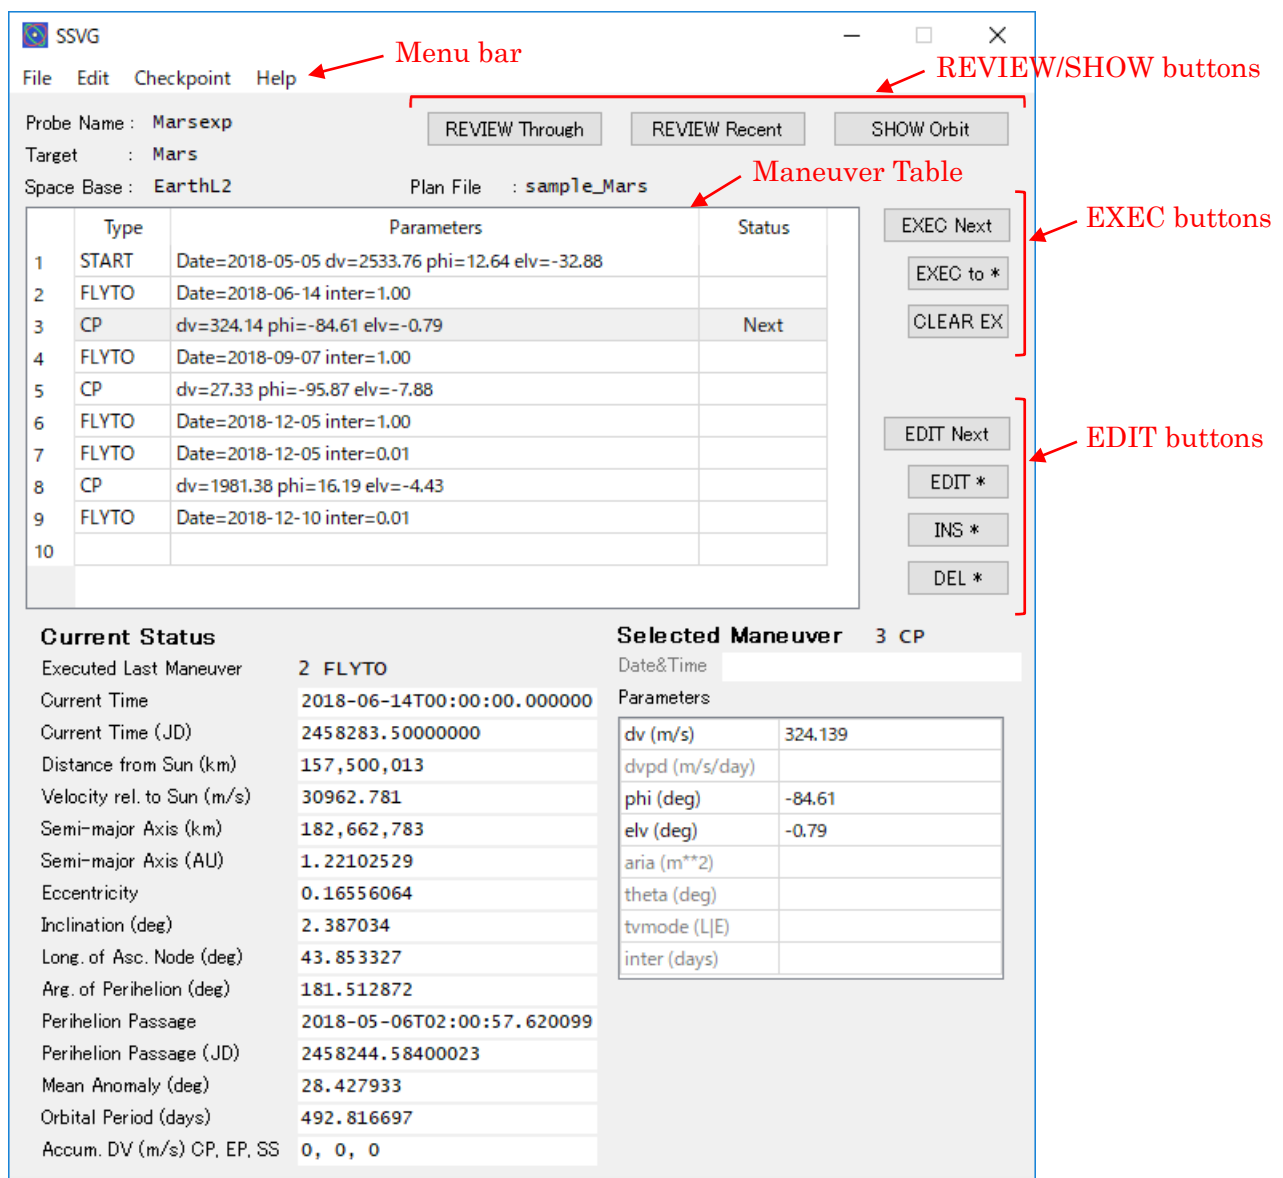 SSVG
Menu bar
File Edit Checkpoint Help
REVIEW/SHOW buttons
Probe Name : Marsexp
REVIEW Through REVIEW Recent SHOW Orbit
Target : Mars
Space Base : EarthL2 Plan File : sample_Mars
Maneuver Table
Type Parameters Status
1 START Date=2018-05-05 dv=2533.76 phi=12.64 elv=-32.88
2 FLYTO Date=2018-06-14 inter=1.00
3 CP dv=324.14 phi=-84.61 elv=-0.79 Next
4 FLYTO Date=2018-09-07 inter=1.00
5 CP dv=27.33 phi=-95.87 elv=-7.88
6 FLYTO Date=2018-12-05 inter=1.00
7 FLYTO Date=2018-12-05 inter=0.01
8 CP dv=1981.38 phi=16.19 elv=-4.43
9 FLYTO Date=2018-12-10 inter=0.01
10
EXEC Next
EXEC to *
CLEAR EX
EXEC buttons
EDIT Next
EDIT *
INS *
DEL *
EDIT buttons
Current Status
Executed Last Maneuver 2 FLYTO
Current Time 2018-06-14T00:00:00.000000
Current Time (JD) 2458283.50000000
Distance from Sun (km) 157,500,013
Velocity rel. to Sun (m/s) 30962.781
Semi-major Axis (km) 182,662,783
Semi-major Axis (AU) 1.22102529
Eccentricity 0.16556064
Inclination (deg) 2.387034
Long. of Asc. Node (deg) 43.853327
Arg. of Perihelion (deg) 181.512872
Perihelion Passage 2018-05-06T02:00:57.620099
Perihelion Passage (JD) 2458244.58400023
Mean Anomaly (deg) 28.427933
Orbital Period (days) 492.816697
Accum. DV (m/s) CP, EP, SS 0, 0, 0
Selected Maneuver 3 CP
Date&Time
Parameters
dv (m/s) 324.139
dvpd (m/s/day)
phi (deg) -84.61
elv (deg) -0.79
aria (m**2)
theta (deg)
tvmode (L|E)
inter (days)